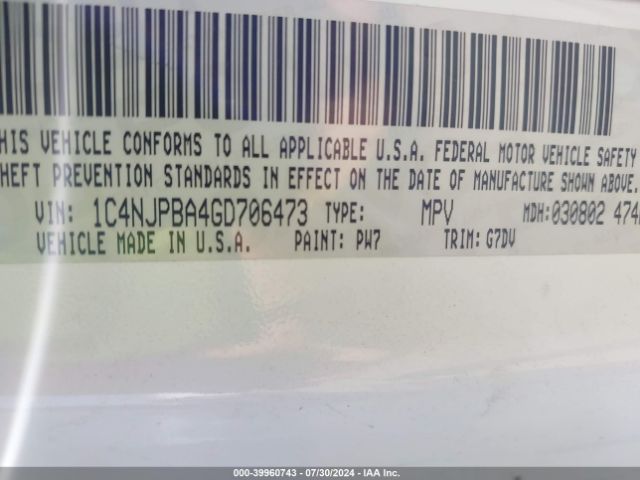 HIS VEHICLE CONFORMS TO ALL APPLICABLE U.S.A. FEDERAL MOTOR VEHICLE SAFETY
HEFT PREVENTION STANDARDS IN EFFECT ON THE DATE OF MANUFACTURE SHOWN ABOVE.
VIN: 1C4NJPBA4GD706473 TYPE: MPV MDH:030802 474
VEHICLE MADE IN U.S.A. PAINT: PW7 TRIM: G7DV
000-39960743 - 07/30/2024 - IAA Inc.